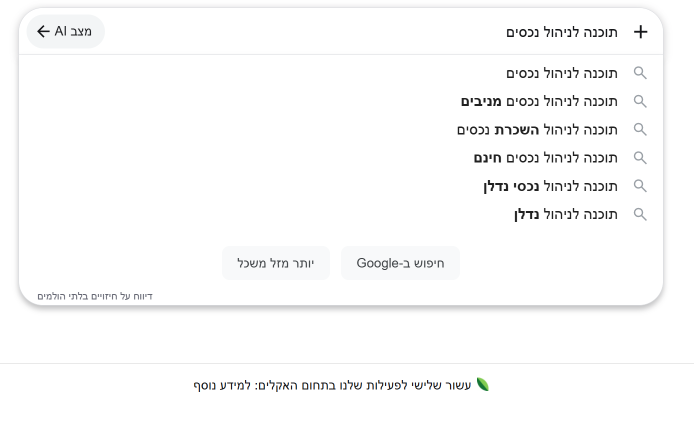 תוכנה לניהול נכסים
מצב AI
תוכנה לניהול נכסים
תוכנה לניהול נכסים מניבים
תוכנה לניהול השכרת נכסים
תוכנה לניהול נכסים חינם
תוכנה לניהול נכסי נדלן
תוכנה לניהול נדלן
חיפוש ב-Google
יותר מזל משכל
דיווח על חיזויים בלתי הולמים
עשור שלישי לפעילות שלנו בתחום האקלים: למידע נוסף